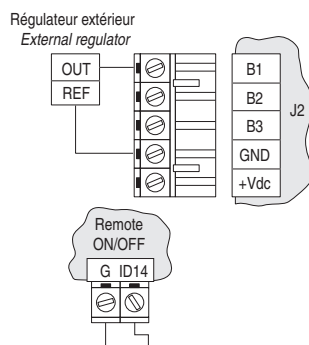 Régulateur extérieur
External regulator
OUT
REF
B1
B2
B3
GND
+Vdc
J2
Remote
ON/OFF
G ID14